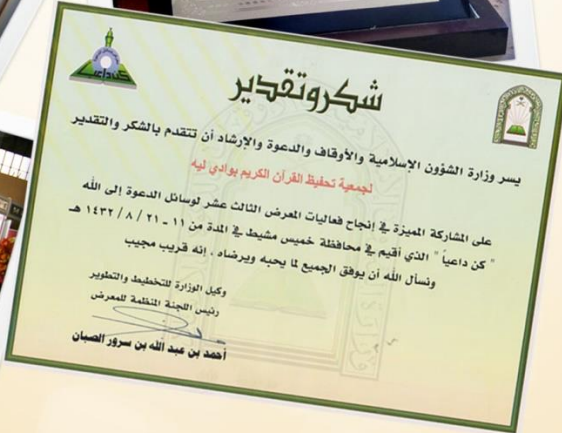 كن داعياً
شكر وتقدير
يسر وزارة الشؤون الإسلامية والأوقاف والدعوة والإرشاد أن تتقدم بالشكر والتقدير
لجمعية تحفيظ القرآن الكريم بوادي ليه
على المشاركة المميزة في إنجاح فعاليات المعرض الثالث عشر لوسائل الدعوة إلى الله
" كن داعياً " الذي أقيم في محافظة خميس مشيط في المدة من ١١ - ٢١ / ٨ / ١٤٣٢ هـ
ونسأل الله أن يوفق الجميع لما يحبه ويرضاه ، إنه قريب مجيب
وكيل الوزارة للتخطيط والتطوير
رئيس اللجنة المنظمة للمعرض
أحمد بن عبد الله بن سرور الصبان